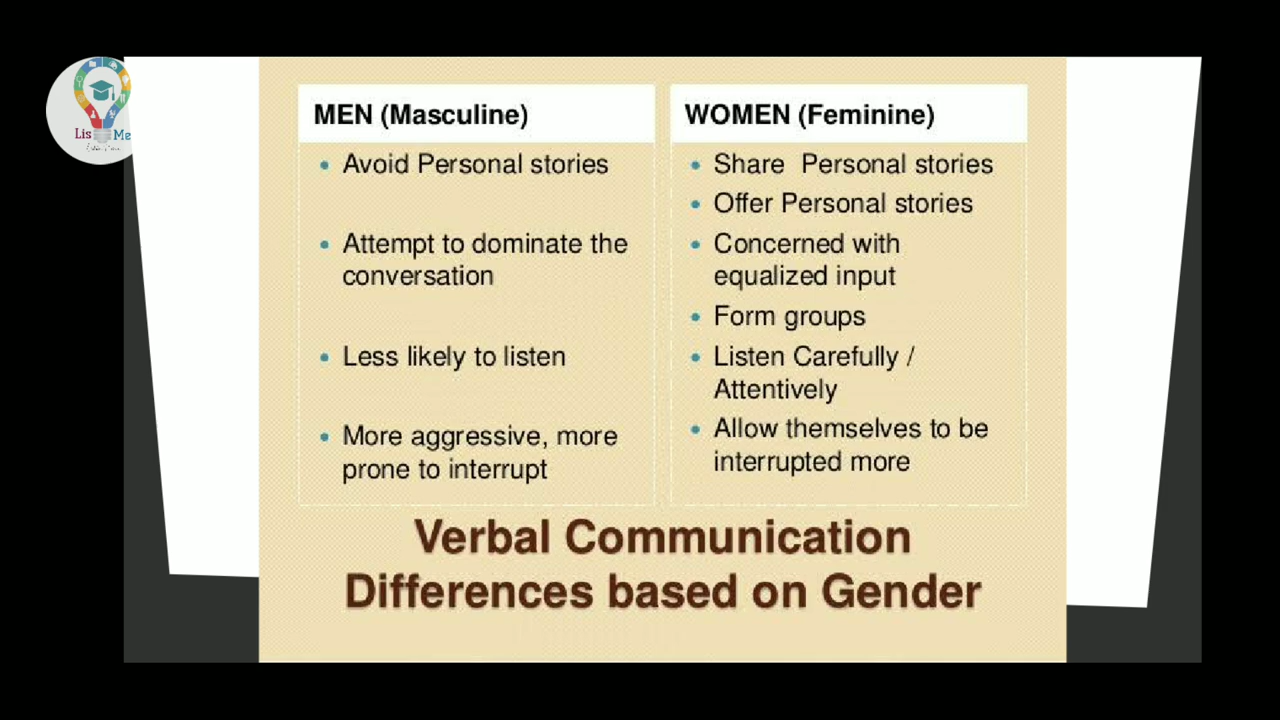 Lis Me
MEN (Masculine)
• Avoid Personal stories
• Attempt to dominate the
conversation
• Less likely to listen
• More aggressive, more
prone to interrupt
WOMEN (Feminine)
• Share Personal stories
• Offer Personal stories
• Concerned with
equalized input
• Form groups
• Listen Carefully /
Attentively
• Allow themselves to be
interrupted more
Verbal Communication
Differences based on Gender